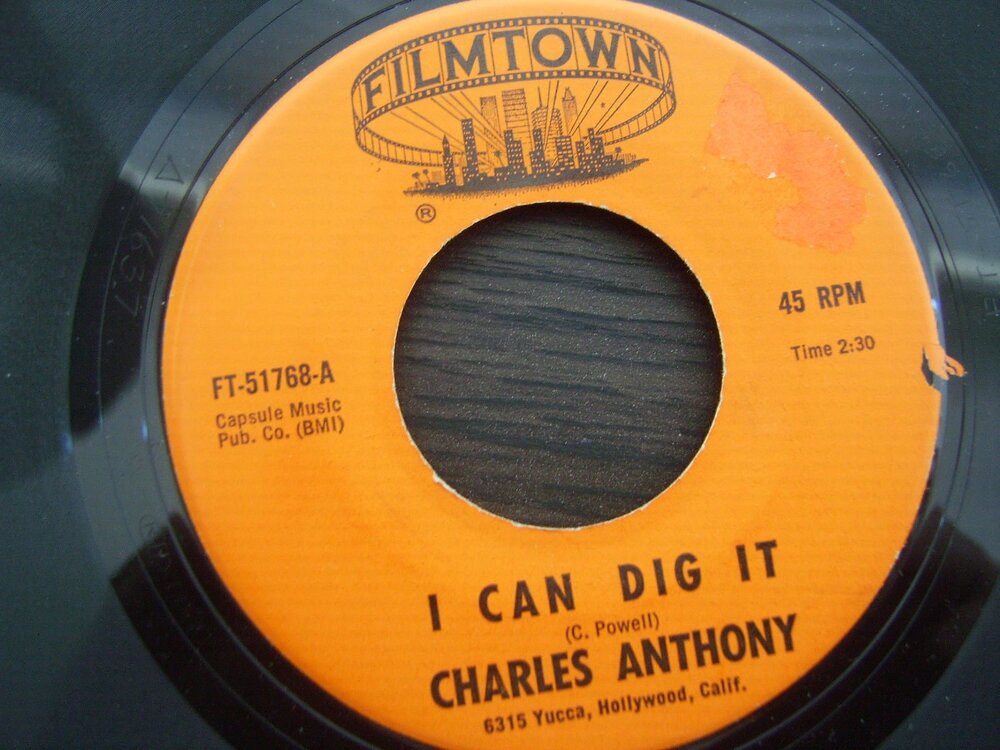 FILMTOWN
®
45 RPM
Time 2:30
FT-51768-A
Capsule Music
Pub. Co. (BMI)
I CAN DIG IT
(C. Powell)
CHARLES ANTHONY
6315 Yucca, Hollywood, Calif.